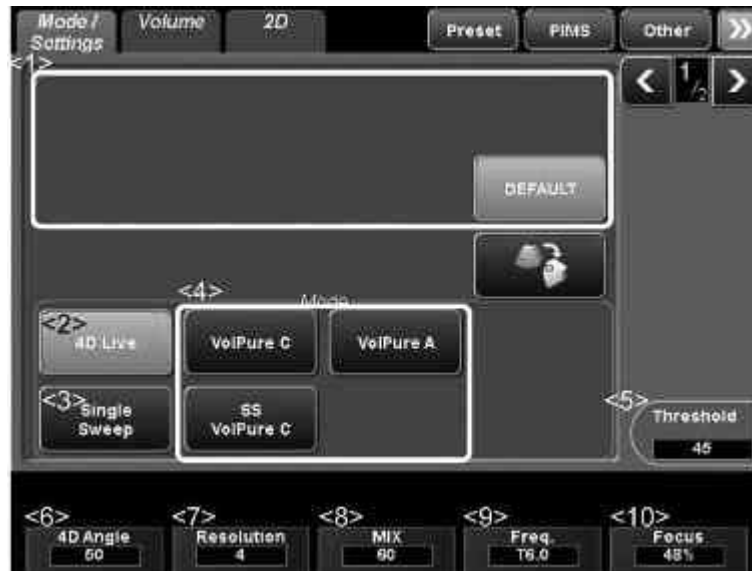 Mode / Settings
Volume
2D
Preset
PIMS
Other
<1>
1/2
DEFAULT
<4>
Mode
<2>
4D Live
VolPure C
VolPure A
<3>
Single
Sweep
SS
VolPure C
<5>
Threshold
45
<6>
4D Angle
50
<7>
Resolution
4
<8>
MIX
60
<9>
Freq.
T6.0
<10>
Focus
48%